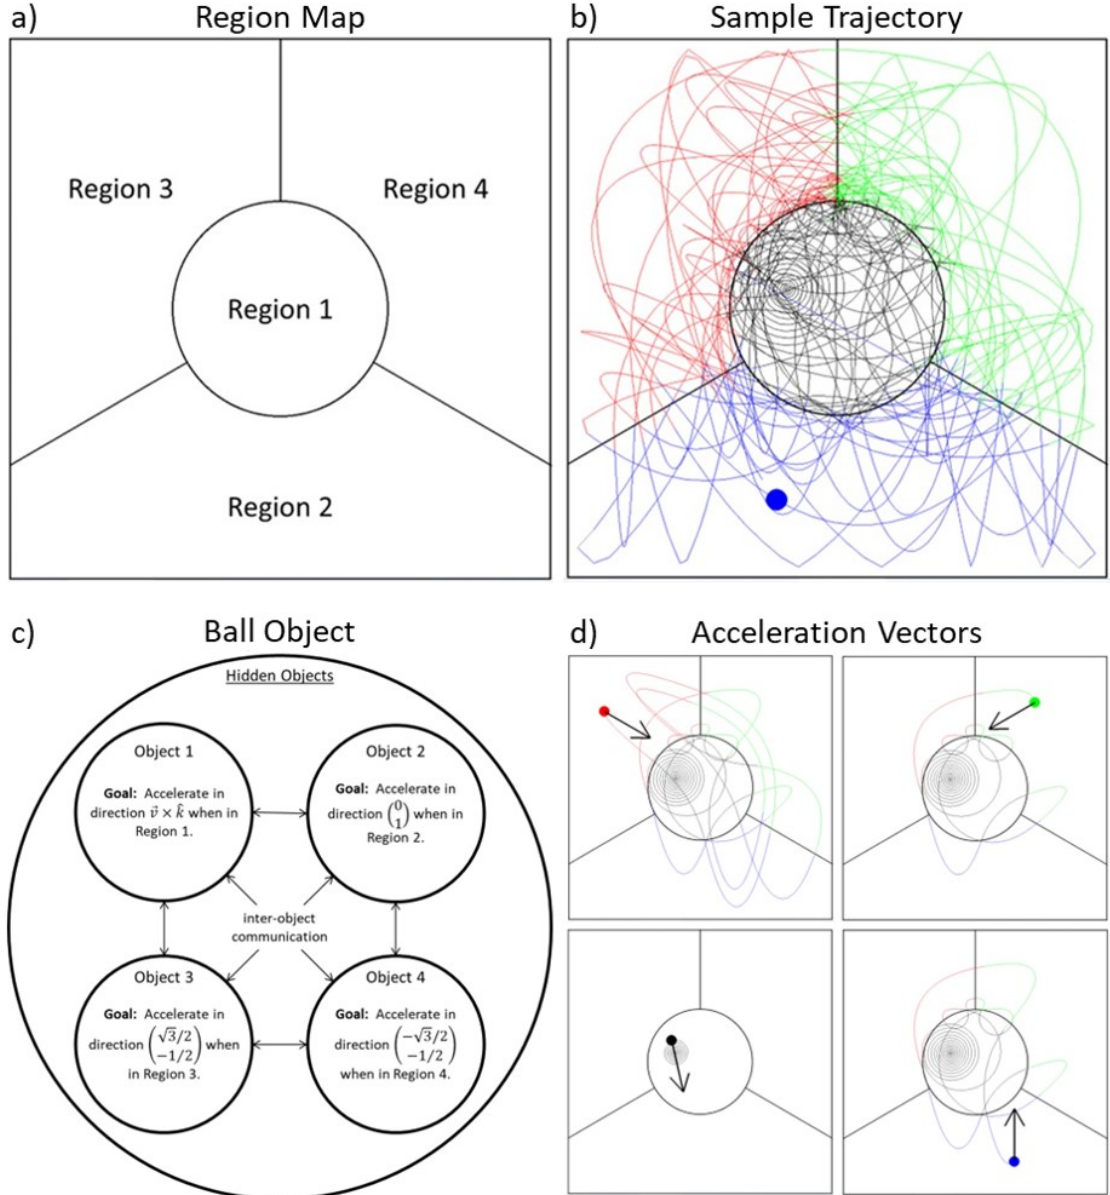 a) Region Map
Region 3
Region 4
Region 1
Region 2
b) Sample Trajectory
c) Ball Object
Hidden Objects
Object 1
Goal: Accelerate in
direction v⃗ × k̂ when in
Region 1.
Object 2
Goal: Accelerate in
direction (0
1) when in
Region 2.
inter-object
communication
Object 3
Goal: Accelerate in
direction (√3/2
−1/2) when
in Region 3.
Object 4
Goal: Accelerate in
direction (−√3/2
−1/2)
when in Region 4.
d) Acceleration Vectors